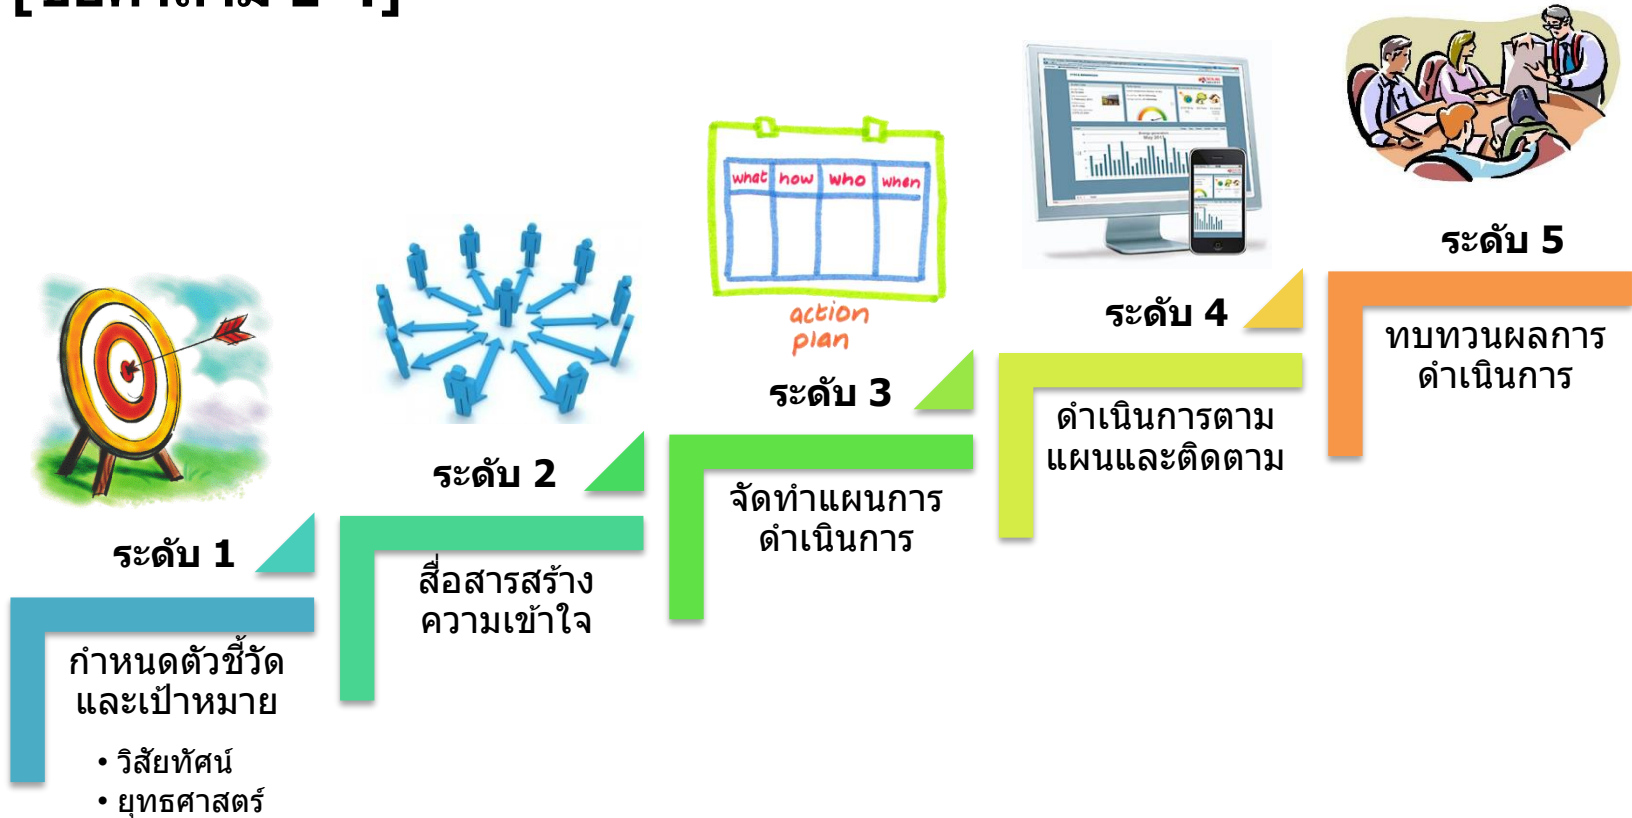 ระดับ 5
ทบทวนผลการ
ดำเนินการ
what how who when
action
plan
ระดับ 4
ดำเนินการตาม
แผนและติดตาม
ระดับ 3
จัดทำแผนการ
ดำเนินการ
ระดับ 2
สื่อสารสร้าง
ความเข้าใจ
ระดับ 1
กำหนดตัวชี้วัด
และเป้าหมาย
• วิสัยทัศน์
• ยุทธศาสตร์